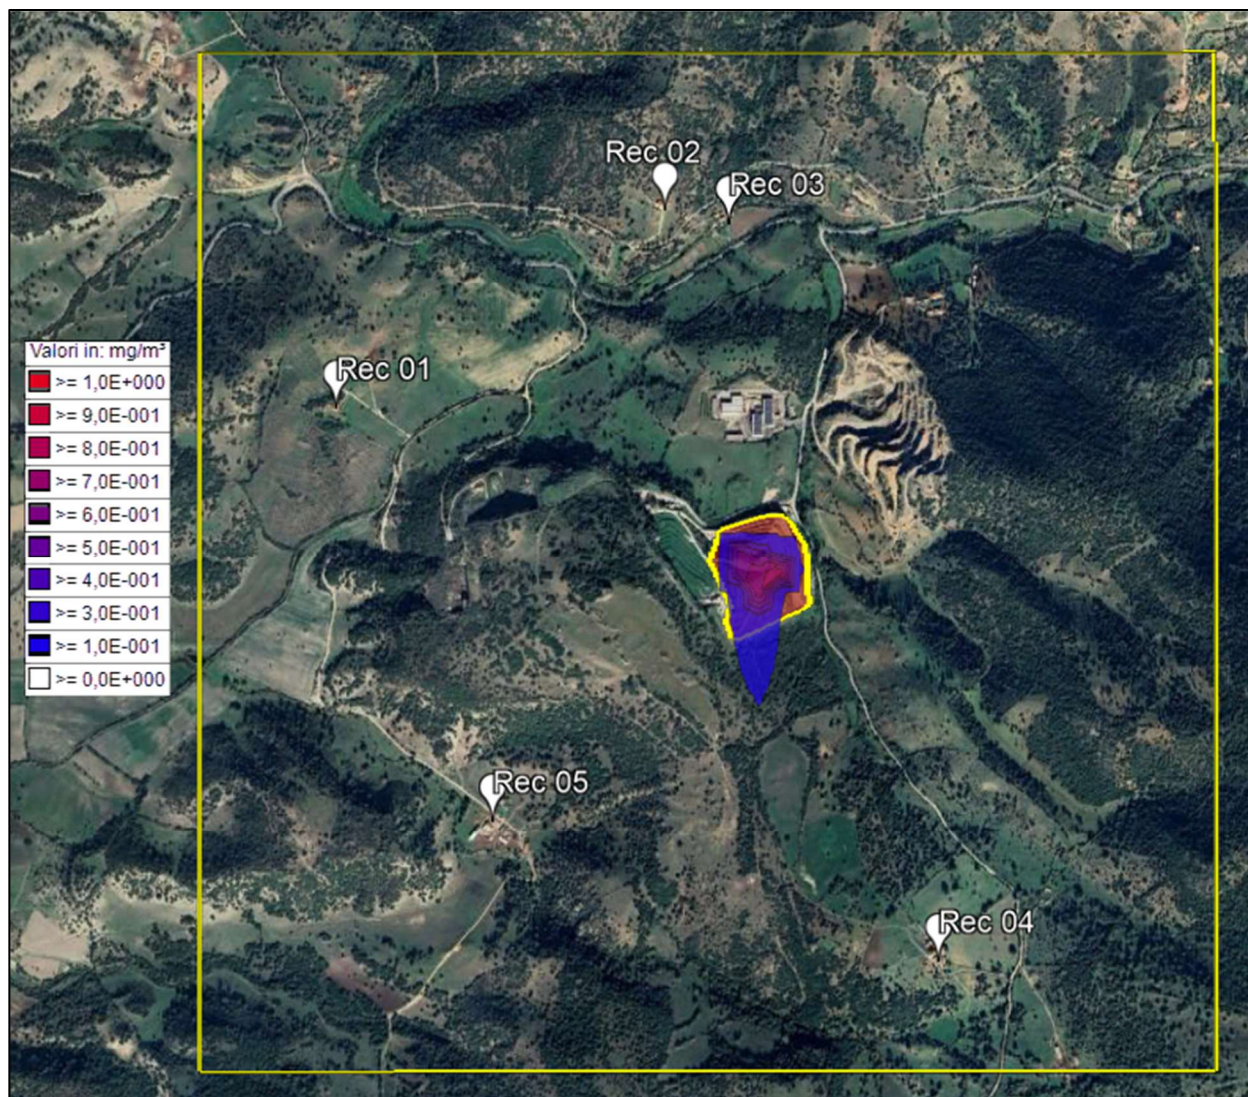 Rec 02
Rec 03
Valori in: mg/m³
>= 1,0E+000
>= 9,0E-001
>= 8,0E-001
>= 7,0E-001
>= 6,0E-001
>= 5,0E-001
>= 4,0E-001
>= 3,0E-001
>= 1,0E-001
>= 0,0E+000
Rec 01
Rec 05
Rec 04